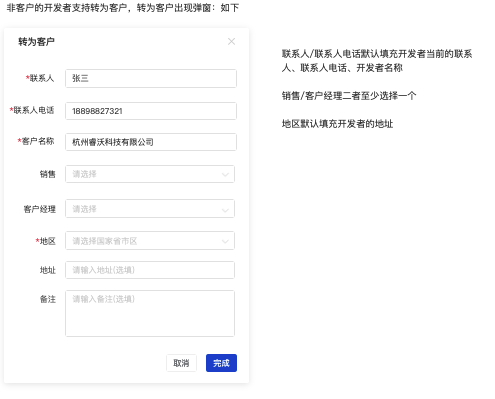 非客户的开发者支持转为客户，转为客户出现弹窗：如下
转为客户
*联系人 张三
*联系人电话 18898827321
*客户名称 杭州睿沃科技有限公司
销售 请选择
客户经理 请选择
*地区 请选择国家省市区
地址 请输入地址(选填)
备注 请输入备注(选填)
取消 完成
联系人/联系人电话默认填充开发者当前的联系
人、联系人电话、开发者名称
销售/客户经理二者至少选择一个
地区默认填充开发者的地址